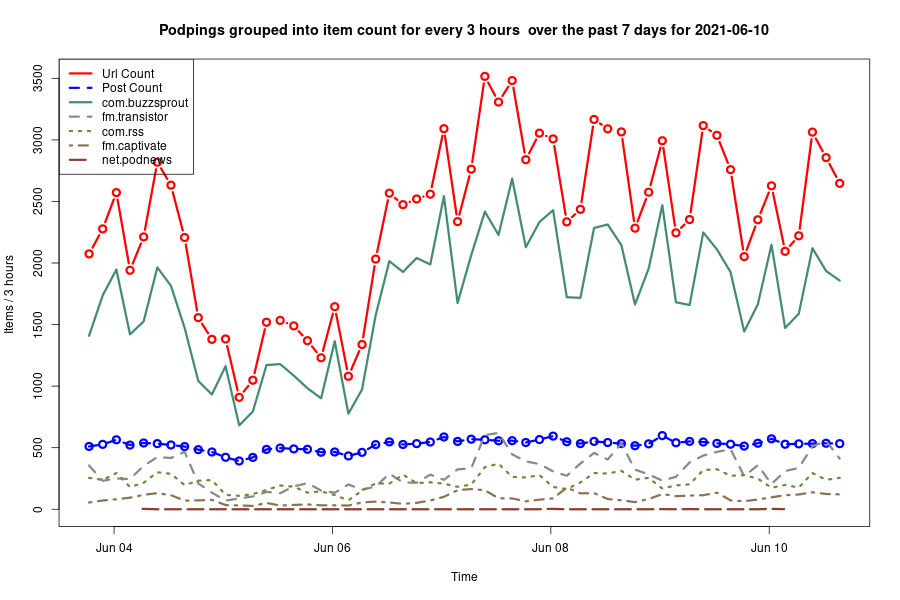 Podpings grouped into item count for every 3 hours  over the past 7 days for 2021-06-10
Url Count
Post Count
com.buzzsprout
fm.transistor
com.rss
fm.captivate
net.podnews
Items / 3 hours
3500
3000
2500
2000
1500
1000
500
0
Jun 04
Jun 06
Jun 08
Jun 10
Time